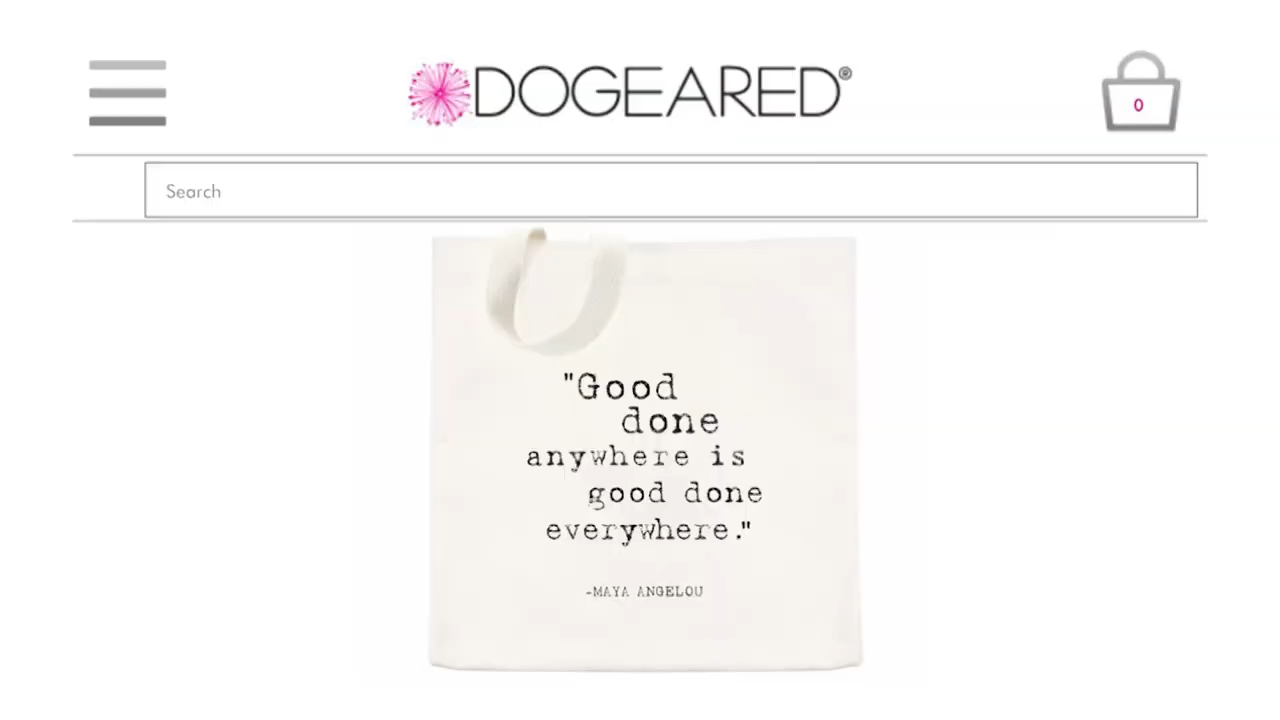 DOGEARED®
0
Search
"Good
done
anywhere is
good done
everywhere."
-MAYA ANGELOU